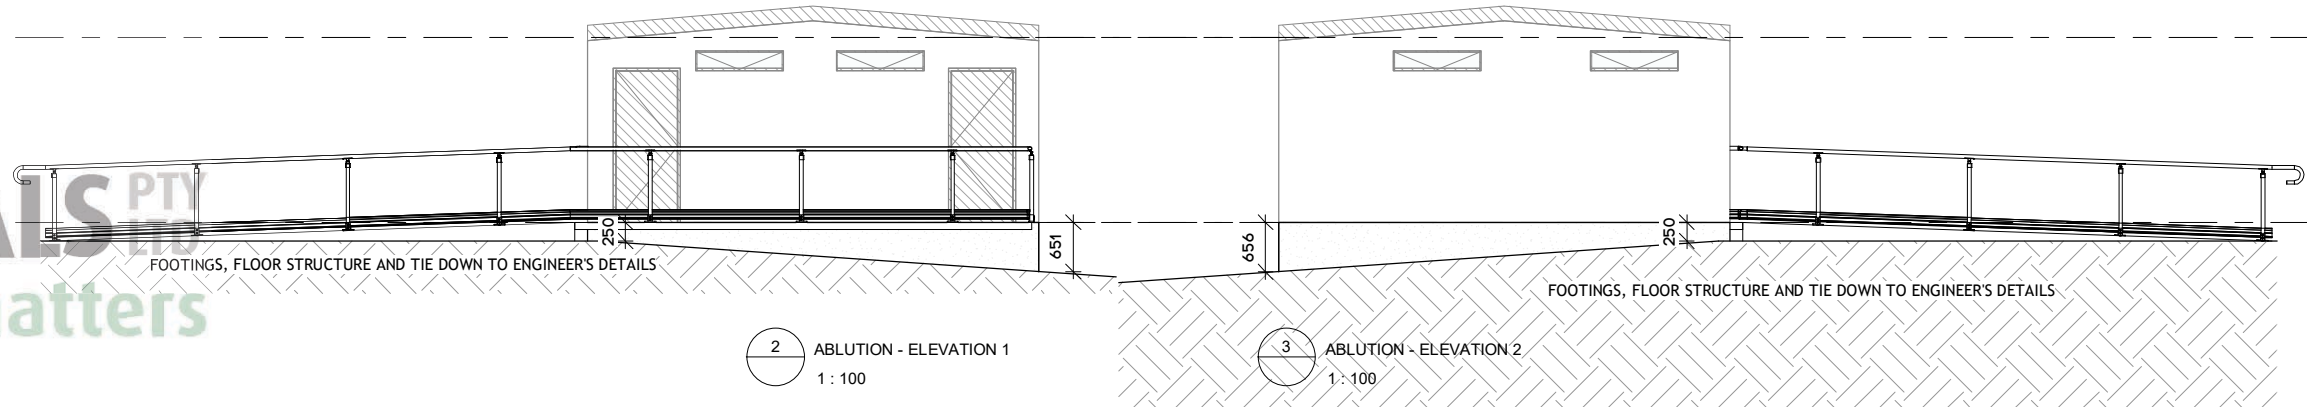 ALS PTY
LTD
matters
250
651
656
250
FOOTINGS, FLOOR STRUCTURE AND TIE DOWN TO ENGINEER'S DETAILS
FOOTINGS, FLOOR STRUCTURE AND TIE DOWN TO ENGINEER'S DETAILS
2 ABLUTION - ELEVATION 1
1 : 100
3 ABLUTION - ELEVATION 2
1 : 100